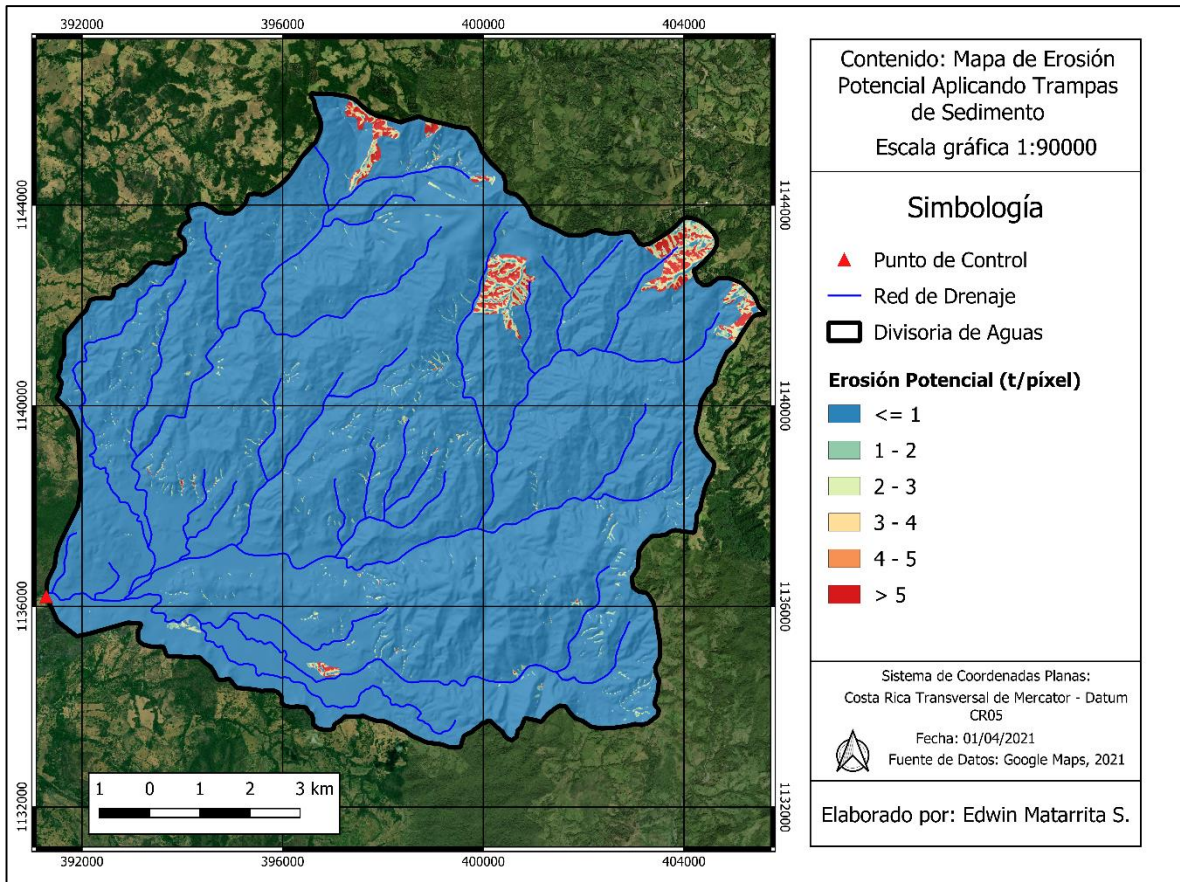 392000
396000
400000
404000
1144000
1144000
1140000
1140000
1136000
1136000
1132000
1132000
1 0 1 2 3 km
392000
396000
400000
404000
Contenido: Mapa de Erosión
Potencial Aplicando Trampas
de Sedimento
Escala gráfica 1:90000
Simbología
Punto de Control
Red de Drenaje
Divisoria de Aguas
Erosión Potencial (t/píxel)
<= 1
1 - 2
2 - 3
3 - 4
4 - 5
> 5
Sistema de Coordenadas Planas:
Costa Rica Transversal de Mercator - Datum
CR05
Fecha: 01/04/2021
Fuente de Datos: Google Maps, 2021
Elaborado por: Edwin Matarrita S.